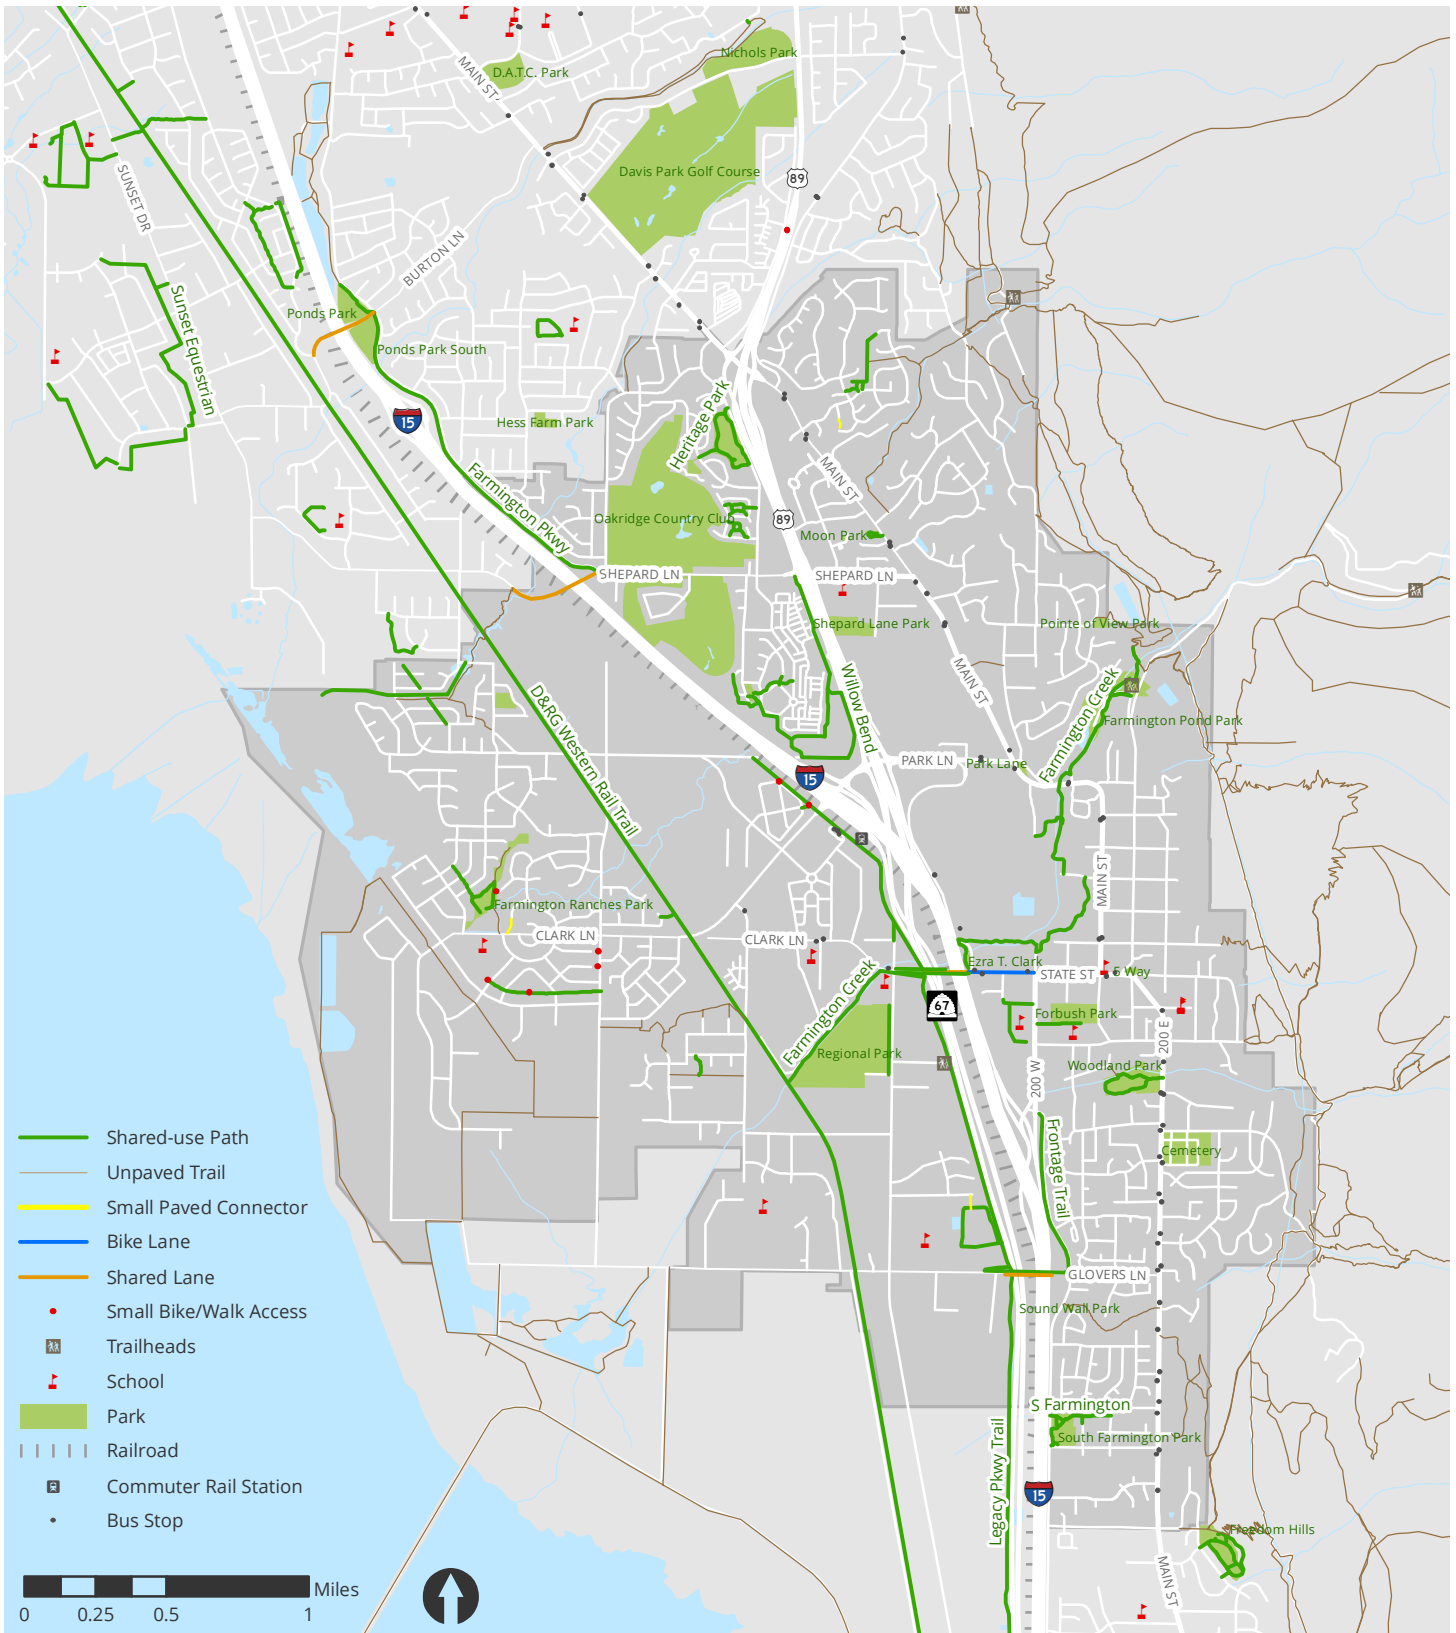 Nichols Park
MAIN ST.
D.A.T.C. Park
Davis Park Golf Course
89
SUNSET DR
BURTON LN
Ponds Park
Sunset Equestrian
Ponds Park South
15
Hess Farm Park
Heritage Park
MAIN ST
Farmington Pkwy
Oakridge Country Club
89
Moon Park
SHEPARD LN
SHEPARD LN
Shepard Lane Park
Pointe of View Park
MAIN ST
Willow Bend
Farmington Creek
D&RG Western Rail Trail
Farmington Pond Park
PARK LN
Park Lane
15
MAIN ST
Farmington Ranches Park
CLARK LN
CLARK LN
Ezra T. Clark
STATE ST
S Way
Farmington Creek
67
Forbush Park
200 E
Regional Park
Woodland Park
200 W
Frontage Trail
Cemetery
GLOVERS LN
Sound Wall Park
S Farmington
South Farmington Park
Legacy Pkwy Trail
15
Freedom Hills
MAIN ST
Shared-use Path
Unpaved Trail
Small Paved Connector
Bike Lane
Shared Lane
Small Bike/Walk Access
Trailheads
School
Park
Railroad
Commuter Rail Station
Bus Stop
Miles
0 0.25 0.5 1